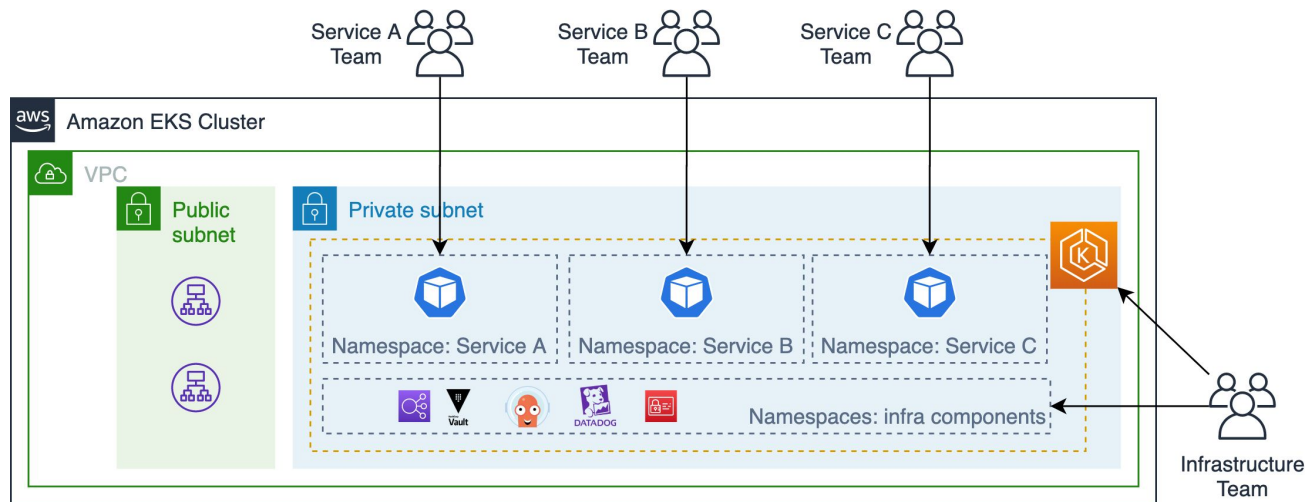 Service A
Team
Service B
Team
Service C
Team
aws
Amazon EKS Cluster
VPC
Public
subnet
Private subnet
K
Namespace: Service A
Namespace: Service B
Namespace: Service C
Vault
DATADOG
Namespaces: infra components
Infrastructure
Team